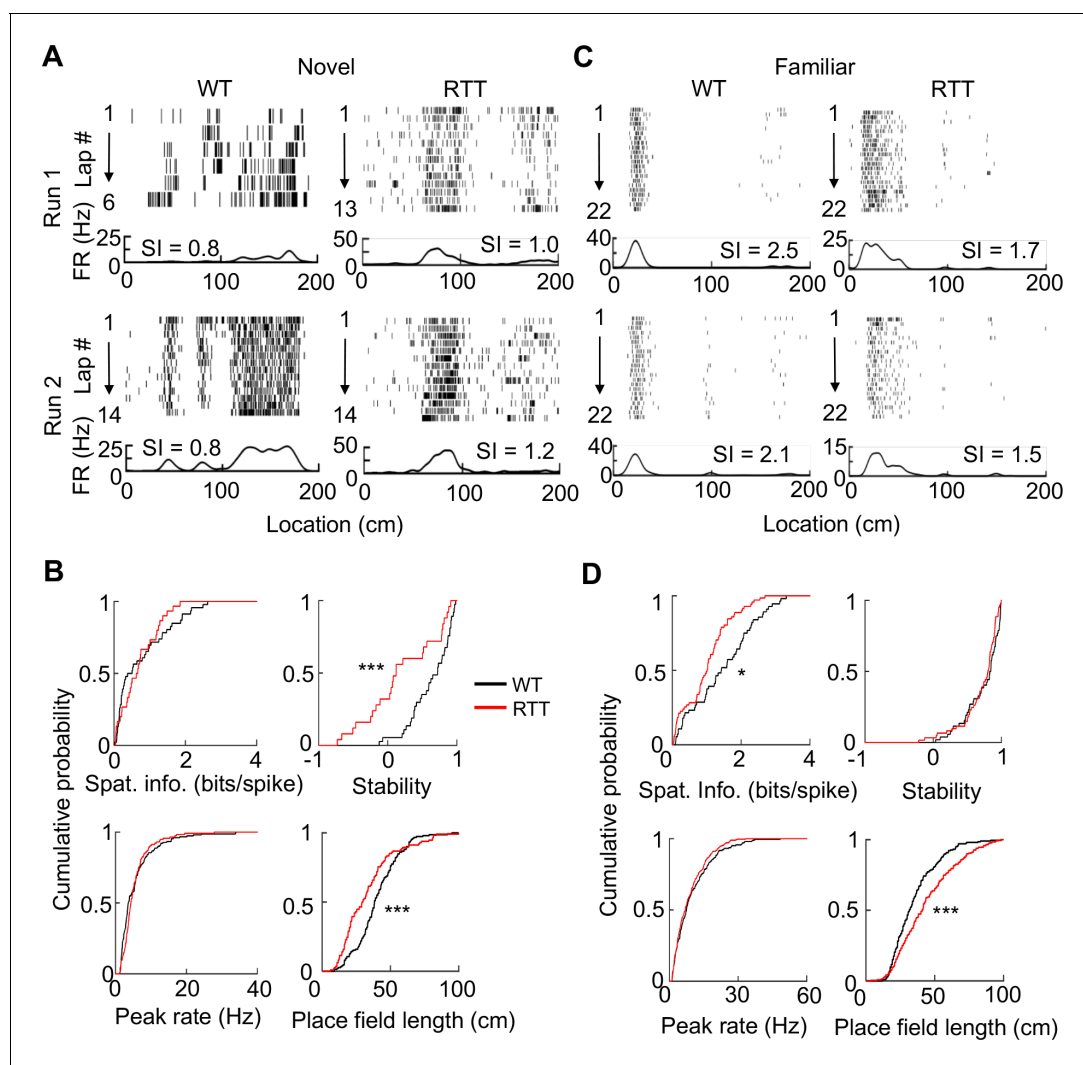 A
Novel
WT
RTT
Run 1
Lap #
1
6
1
13
FR (Hz)
25
0
SI = 0.8
50
0
SI = 1.0
0
100
200
0
100
200
Run 2
Lap #
1
14
1
14
FR (Hz)
25
0
SI = 0.8
50
0
SI = 1.2
0
100
200
0
100
200
Location (cm)
C
Familiar
WT
RTT
1
22
1
22
40
0
SI = 2.5
25
0
SI = 1.7
0
100
200
0
100
200
1
22
1
22
40
0
SI = 2.1
15
0
SI = 1.5
0
100
200
0
100
200
Location (cm)
B
Cumulative probability
1
0.5
0
0
2
4
Spat. info. (bits/spike)
1
0.5
0
-1
0
1
***
Stability
WT
RTT
1
0.5
0
0
20
40
Peak rate (Hz)
1
0.5
0
0
50
100
***
Place field length (cm)
D
Cumulative probability
1
0.5
0
0
2
4
*
Spat. Info. (bits/spike)
1
0.5
0
-1
0
1
Stability
1
0.5
0
0
30
60
Peak rate (Hz)
1
0.5
0
0
50
100
***
Place field length (cm)